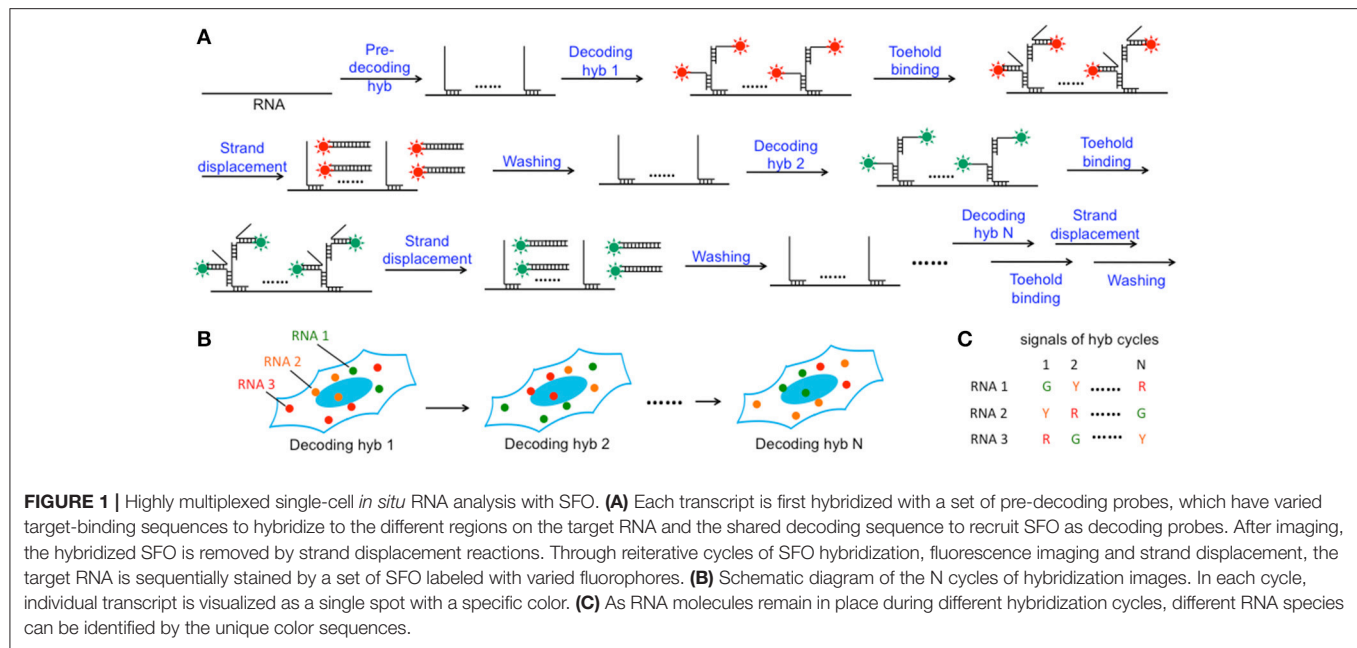 A
Pre-
decoding
hyb
Decoding
hyb 1
Toehold
binding
RNA
......
......
......
Strand
displacement
......
Washing
......
Decoding
hyb 2
......
Toehold
binding
......
Strand
displacement
......
Washing
......
......
Decoding
hyb N
Strand
displacement
Toehold
binding
Washing
B
RNA 1
RNA 2
RNA 3
......
Decoding hyb 1
Decoding hyb 2
Decoding hyb N
C
signals of hyb cycles
1 2 N
RNA 1 G Y ...... R
RNA 2 Y R ...... G
RNA 3 R G ...... Y
FIGURE 1 | Highly multiplexed single-cell in situ RNA analysis with SFO. (A) Each transcript is first hybridized with a set of pre-decoding probes, which have varied
target-binding sequences to hybridize to the different regions on the target RNA and the shared decoding sequence to recruit SFO as decoding probes. After imaging,
the hybridized SFO is removed by strand displacement reactions. Through reiterative cycles of SFO hybridization, fluorescence imaging and strand displacement, the
target RNA is sequentially stained by a set of SFO labeled with varied fluorophores. (B) Schematic diagram of the N cycles of hybridization images. In each cycle,
individual transcript is visualized as a single spot with a specific color. (C) As RNA molecules remain in place during different hybridization cycles, different RNA species
can be identified by the unique color sequences.